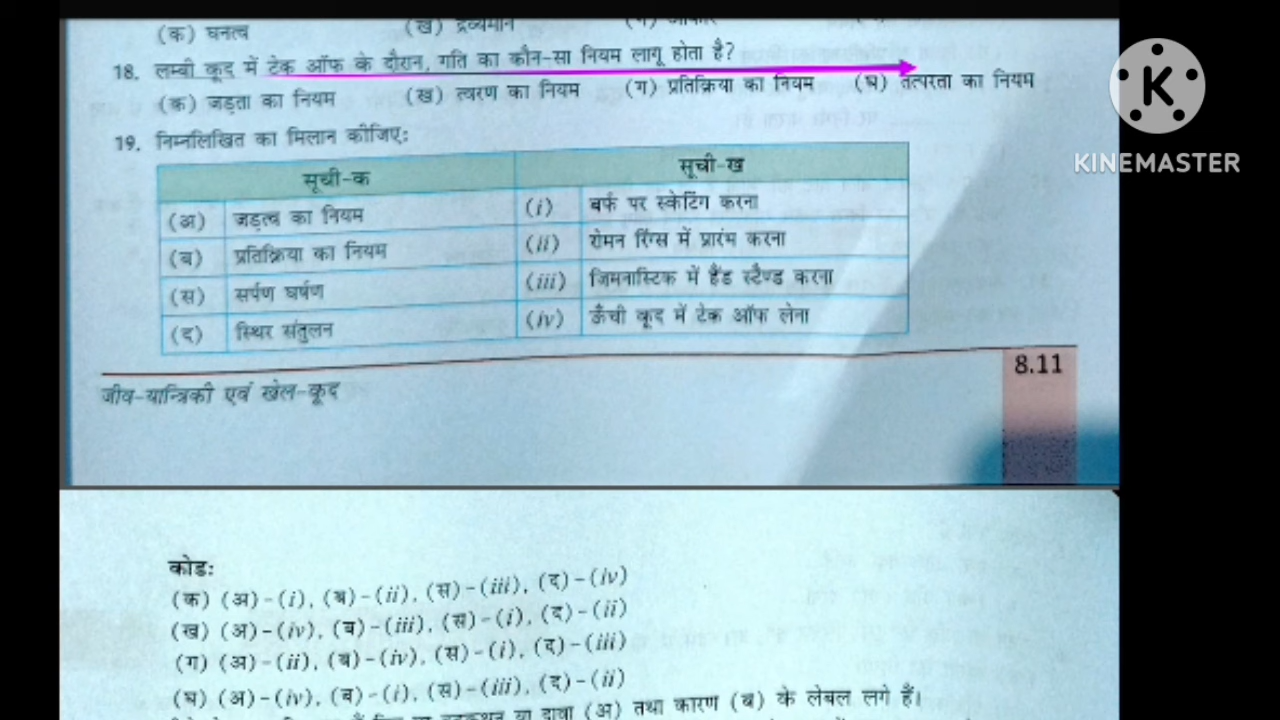 (क) घनत्व (ख) द्रव्यमान
18. लम्बी कूद में टेक ऑफ के दौरान, गति का कौन-सा नियम लागू होता है?
(क) जड़ता का नियम (ख) त्वरण का नियम (ग) प्रतिक्रिया का नियम (घ) तत्परता का नियम
19. निम्नलिखित का मिलान कीजिए:
सूची-क सूची-ख
(अ) जड़त्व का नियम (i) बर्फ पर स्केटिंग करना
(ब) प्रतिक्रिया का नियम (ii) रोमन रिंग्स में प्रारंभ करना
(स) सर्पण घर्षण (iii) जिमनास्टिक में हैंड स्टैण्ड करना
(द) स्थिर संतुलन (iv) ऊँची कूद में टेक ऑफ लेना
8.11
जीव-यान्त्रिकी एवं खेल-कूद
कोड:
(क) (अ)-(i), (ब)-(ii), (स)-(iii), (द)-(iv)
(ख) (अ)-(iv), (ब)-(iii), (स)-(i), (द)-(ii)
(ग) (अ)-(ii), (ब)-(iv), (स)-(i), (द)-(iii)
(घ) (अ)-(iv), (ब)-(i), (स)-(iii), (द)-(ii)
या दावा (अ) तथा कारण (ब) के लेबल लगे हैं।
K
KINEMASTER